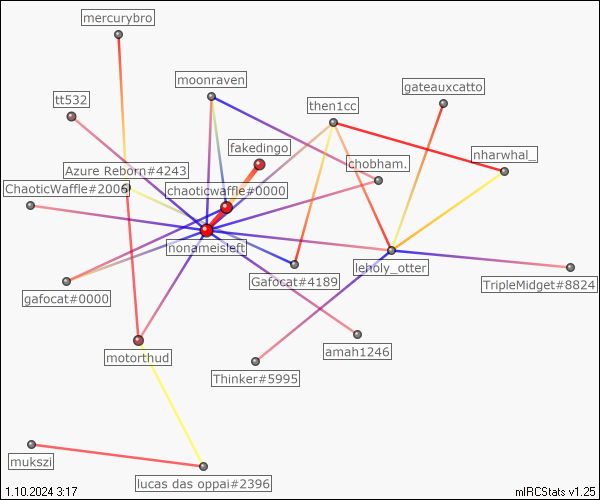 mercurybro
moonraven
gateauxcatto
tt532
then1cc
fakedingo
nharwhal_
chobham.
Azure Reborn#4243
ChaoticWaffle#2006
chaoticwaffle#0000
nonameisleft
leholy_otter
Gafocat#4189
TripleMidget#8824
gafocat#0000
amah1246
motorthud
Thinker#5995
mukszi
lucas das oppai#2396
1.10.2024 3:17
mIRCStats v1.25